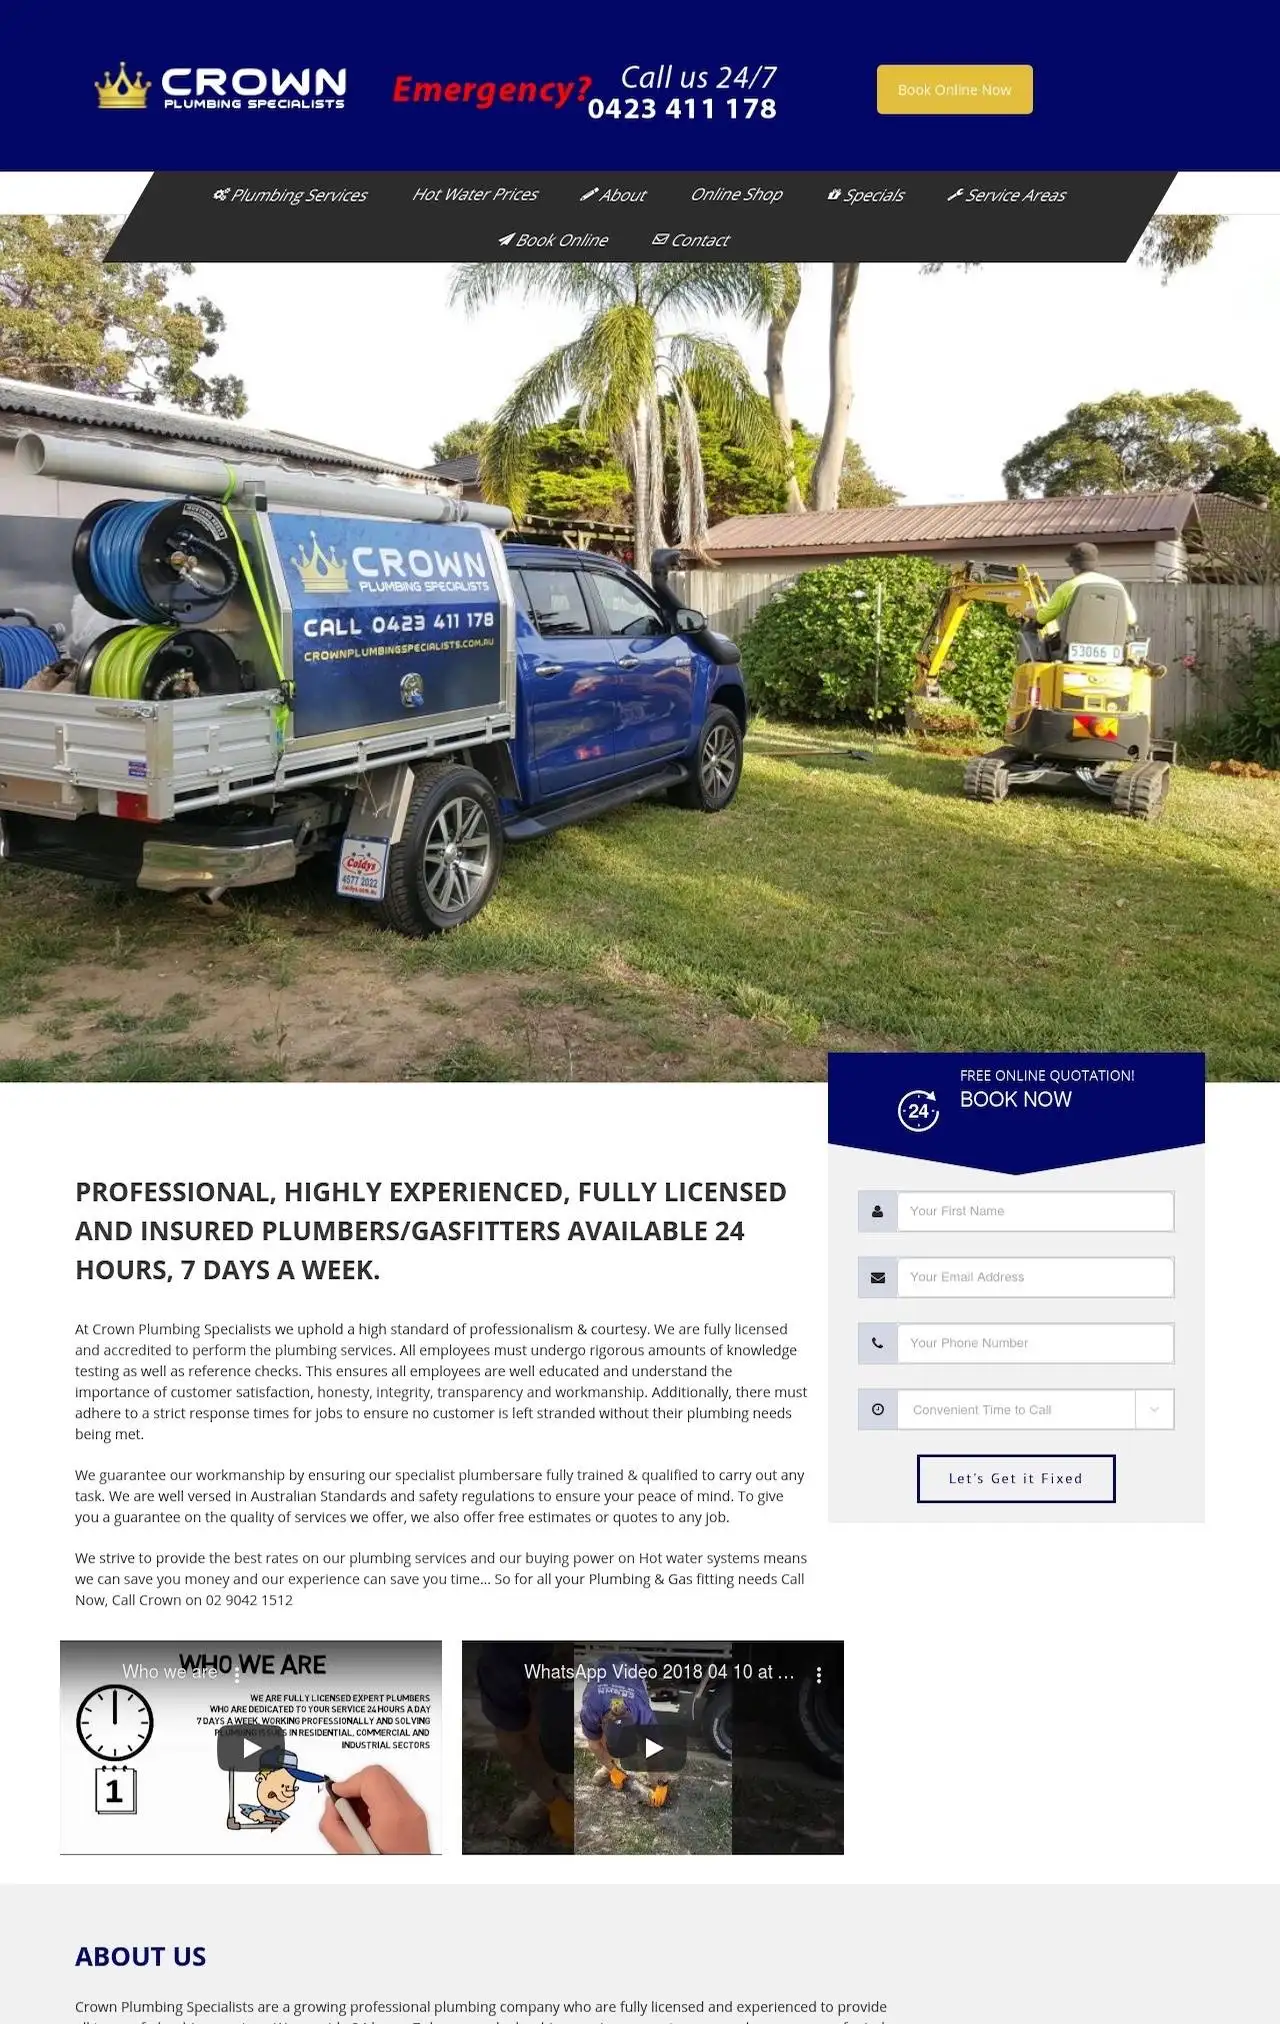 CROWN
PLUMBING SPECIALISTS
Emergency?
Call us 24/7
0423 411 178
Book Online Now
Plumbing Services
Hot Water Prices
About
Online Shop
Specials
Service Areas
Book Online
Contact
CROWN
PLUMBING SPECIALISTS
CALL 0423 411 178
CROWNPLUMBINGSPECIALISTS.COM.AU
53066 D
Coldys
4577 2022
coldys.com.au
FREE ONLINE QUOTATION!
24
BOOK NOW
Your First Name
Your Email Address
Your Phone Number
Convenient Time to Call
Let's Get it Fixed
PROFESSIONAL, HIGHLY EXPERIENCED, FULLY LICENSED
AND INSURED PLUMBERS/GASFITTERS AVAILABLE 24
HOURS, 7 DAYS A WEEK.
At Crown Plumbing Specialists we uphold a high standard of professionalism & courtesy. We are fully licensed
and accredited to perform the plumbing services. All employees must undergo rigorous amounts of knowledge
testing as well as reference checks. This ensures all employees are well educated and understand the
importance of customer satisfaction, honesty, integrity, transparency and workmanship. Additionally, there must
adhere to a strict response times for jobs to ensure no customer is left stranded without their plumbing needs
being met.
We guarantee our workmanship by ensuring our specialist plumbersare fully trained & qualified to carry out any
task. We are well versed in Australian Standards and safety regulations to ensure your peace of mind. To give
you a guarantee on the quality of services we offer, we also offer free estimates or quotes to any job.
We strive to provide the best rates on our plumbing services and our buying power on Hot water systems means
we can save you money and our experience can save you time... So for all your Plumbing & Gas fitting needs Call
Now, Call Crown on 02 9042 1512
WHO WE ARE
Who we are
WE ARE FULLY LICENSED EXPERT PLUMBERS
WHO ARE DEDICATED TO YOUR SERVICE 24 HOURS A DAY
7 DAYS A WEEK, WORKING PROFESSIONALLY AND SOLVING
PLUMBING ISSUES IN RESIDENTIAL, COMMERCIAL AND
INDUSTRIAL SECTORS
1
WhatsApp Video 2018 04 10 at ...
CROWN
ABOUT US
Crown Plumbing Specialists are a growing professional plumbing company who are fully licensed and experienced to provide